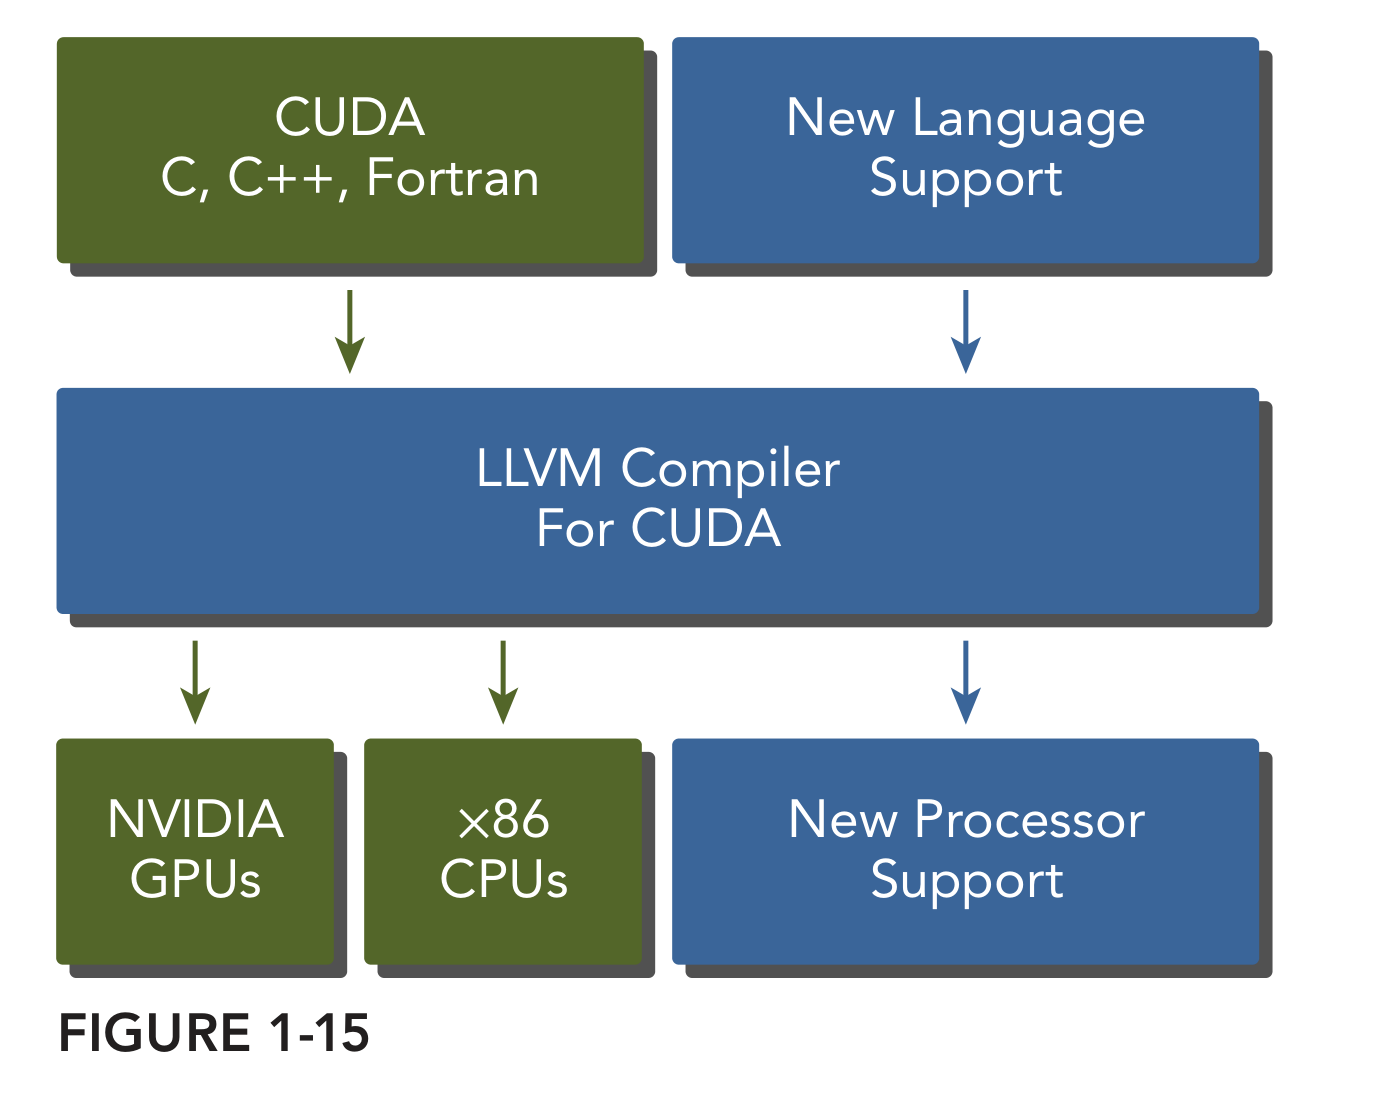 CUDA
C, C++, Fortran
New Language
Support
LLVM Compiler
For CUDA
NVIDIA
GPUs
×86
CPUs
New Processor
Support
FIGURE 1-15